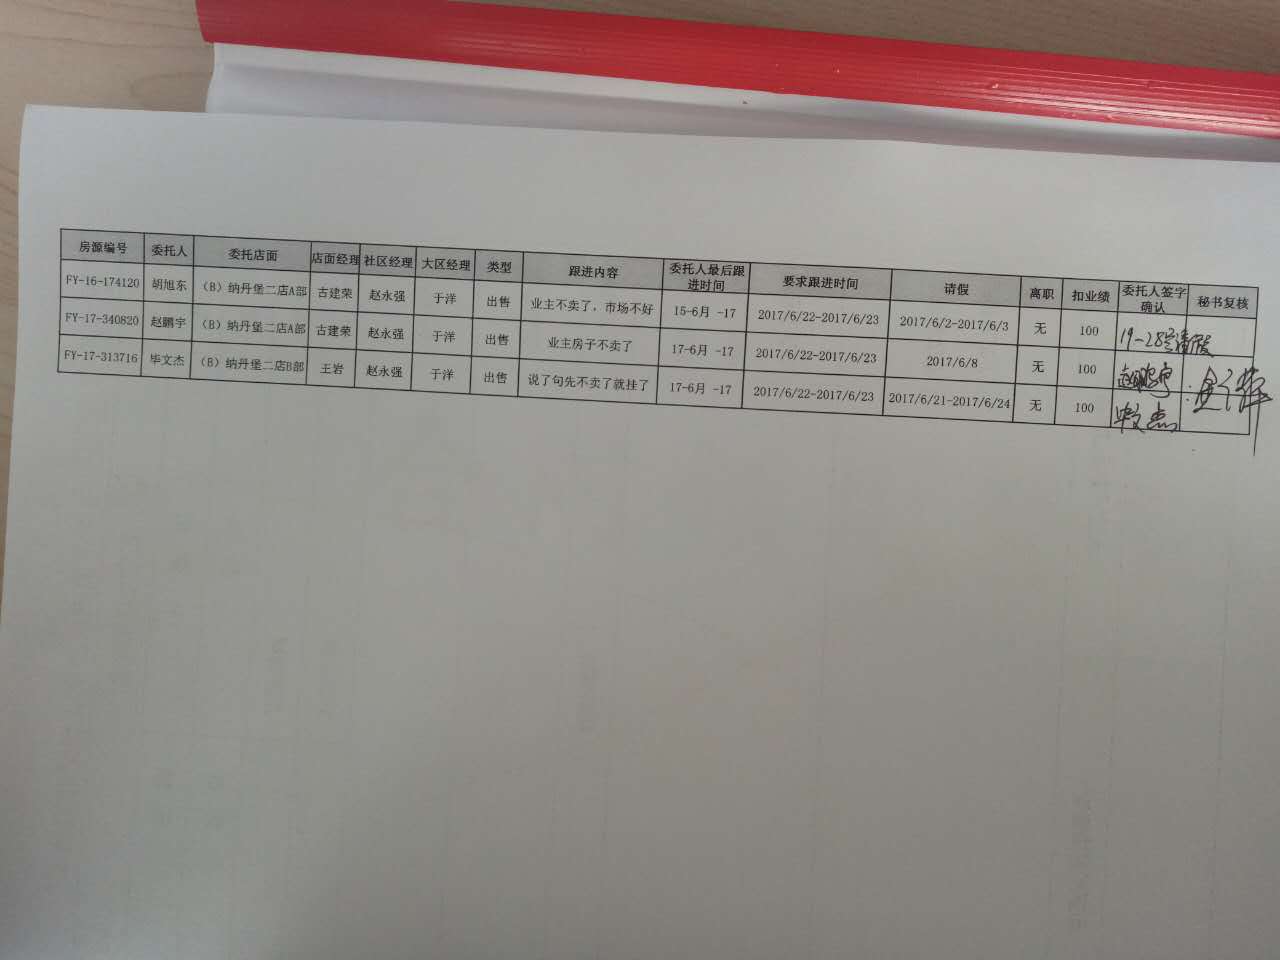 房源编号 委托人 委托店面 店面经理 社区经理 大区经理 类型 跟进内容 委托人最后跟进时间 要求跟进时间 请假 离职 扣业绩 委托人签字确认 秘书复核
FY-16-174120 胡旭东 （B）纳丹堡二店A部 古建荣 赵永强 于洋 出售 业主不卖了，市场不好 15-6月 -17 2017/6/22-2017/6/23 2017/6/2-2017/6/3 无 100 19-28号请假
FY-17-340820 赵鹏宇 （B）纳丹堡二店A部 古建荣 赵永强 于洋 出售 业主房子不卖了 17-6月 -17 2017/6/22-2017/6/23 2017/6/8 无 100 赵鹏宇
FY-17-313716 毕文杰 （B）纳丹堡二店B部 王岩 赵永强 于洋 出售 说了句先不卖了就挂了 17-6月 -17 2017/6/22-2017/6/23 2017/6/21-2017/6/24 无 100 毕文杰